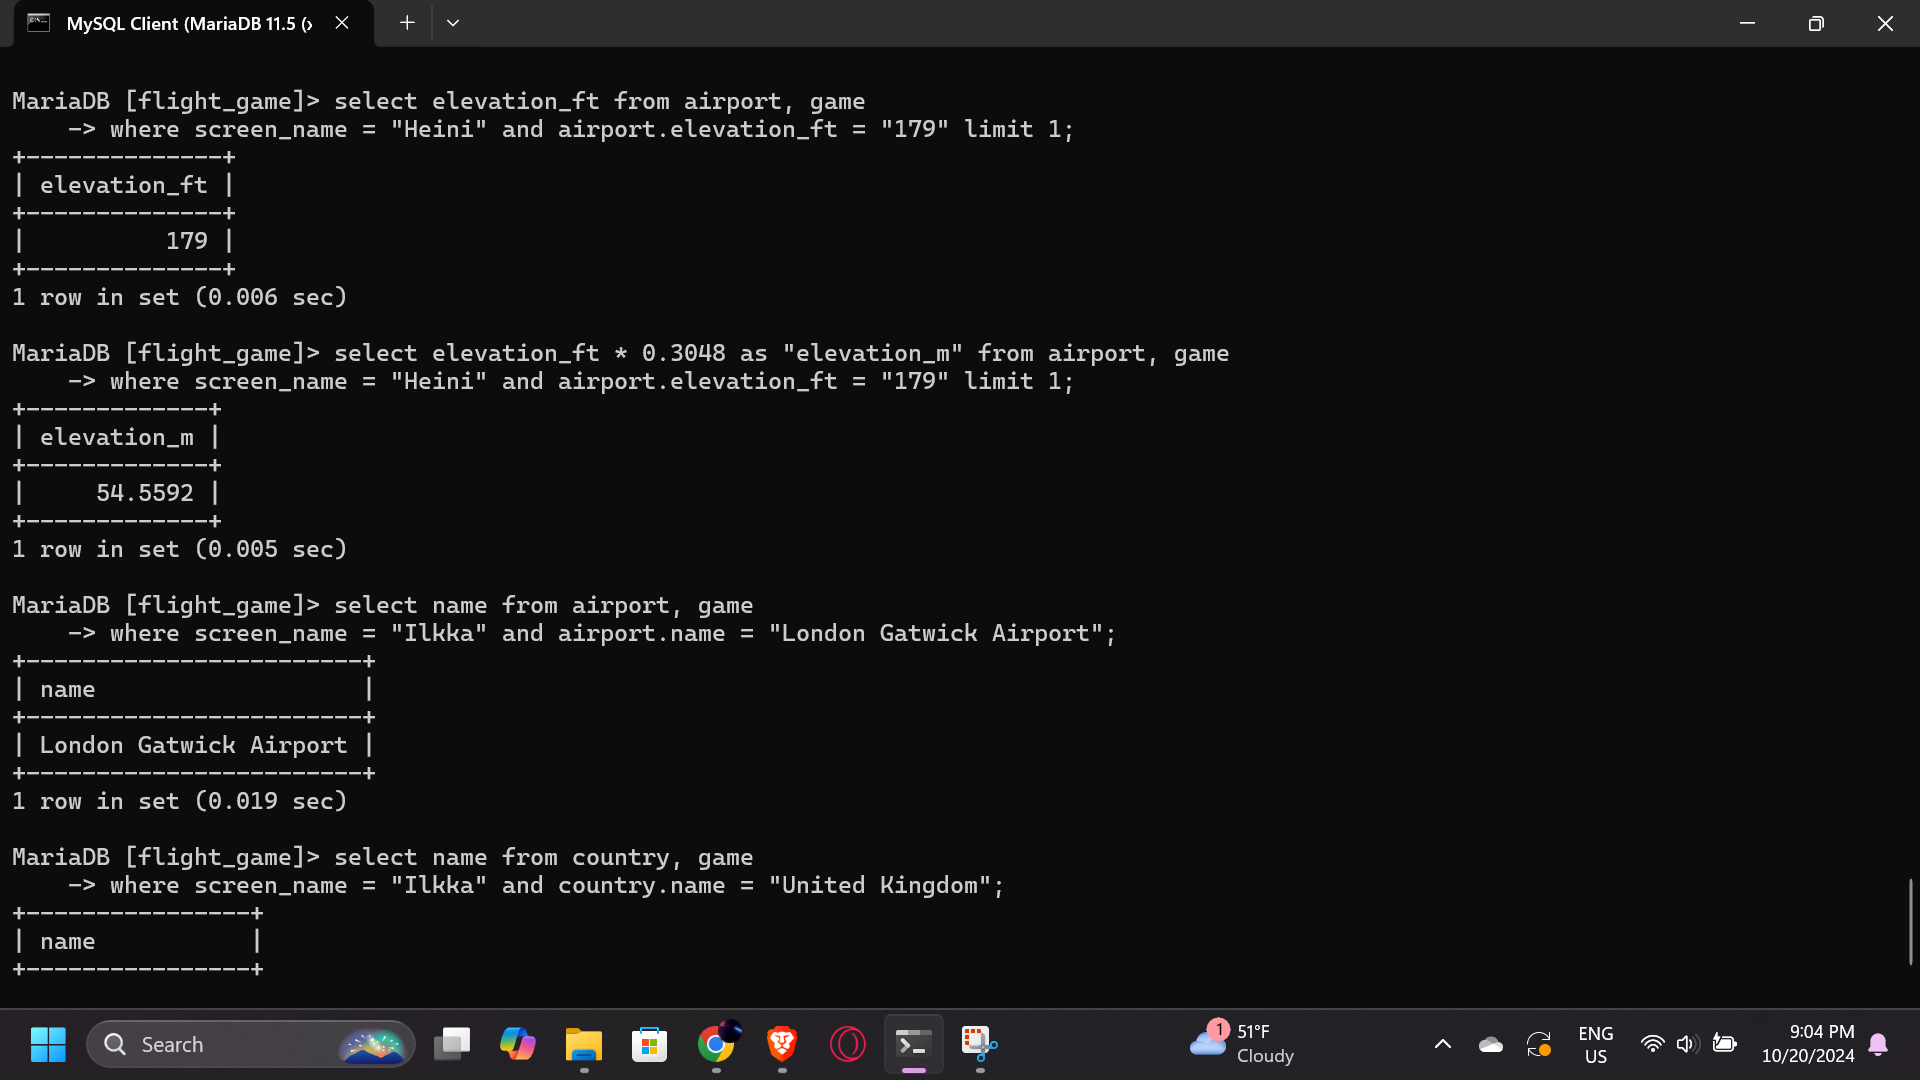 MySQL Client (MariaDB 11.5 (x
MariaDB [flight_game]> select elevation_ft from airport, game
    -> where screen_name = "Heini" and airport.elevation_ft = "179" limit 1;
+--------------+
| elevation_ft |
+--------------+
|          179 |
+--------------+
1 row in set (0.006 sec)
MariaDB [flight_game]> select elevation_ft * 0.3048 as "elevation_m" from airport, game
    -> where screen_name = "Heini" and airport.elevation_ft = "179" limit 1;
+-------------+
| elevation_m |
+-------------+
|     54.5592 |
+-------------+
1 row in set (0.005 sec)
MariaDB [flight_game]> select name from airport, game
    -> where screen_name = "Ilkka" and airport.name = "London Gatwick Airport";
+------------------------+
| name                   |
+------------------------+
| London Gatwick Airport |
+------------------------+
1 row in set (0.019 sec)
MariaDB [flight_game]> select name from country, game
    -> where screen_name = "Ilkka" and country.name = "United Kingdom";
+----------------+
| name           |
+----------------+
Search
1
51°F
Cloudy
ENG
US
9:04 PM
10/20/2024